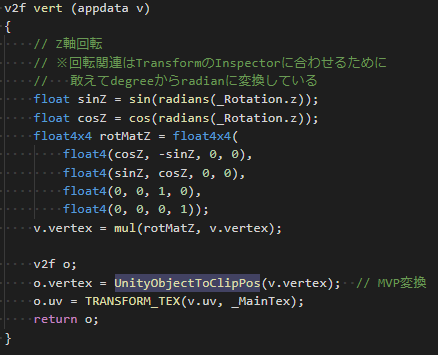 v2f vert (appdata v)
{
// Z軸回転
// ※回転関連はTransformのInspectorに合わせるために
// 敢えてdegreeからradianに変換している
float sinZ = sin(radians(_Rotation.z));
float cosZ = cos(radians(_Rotation.z));
float4x4 rotMatZ = float4x4(
float4(cosZ, -sinZ, 0, 0),
float4(sinZ, cosZ, 0, 0),
float4(0, 0, 1, 0),
float4(0, 0, 0, 1));
v.vertex = mul(rotMatZ, v.vertex);
v2f o;
o.vertex = UnityObjectToClipPos(v.vertex); // MVP変換
o.uv = TRANSFORM_TEX(v.uv, _MainTex);
return o;
}